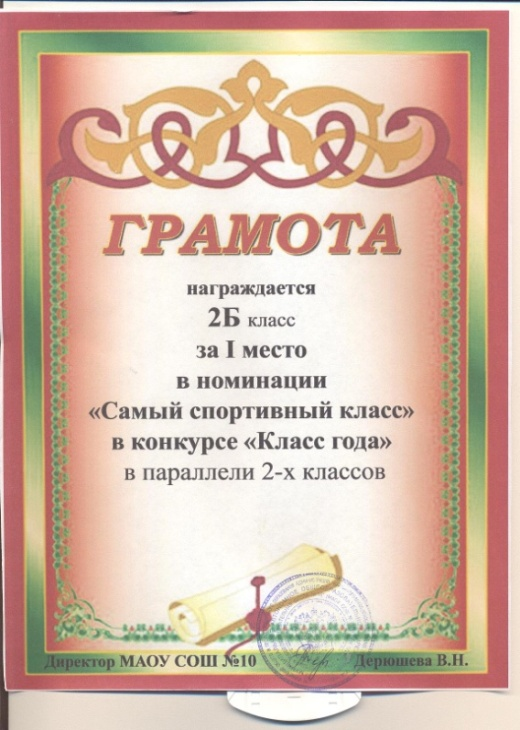 ГРАМОТА
награждается
2Б класс
за I место
в номинации
«Самый спортивный класс»
в конкурсе «Класс года»
в параллели 2-х классов
Директор МАОУ СОШ №10 Дерюшева В.Н.